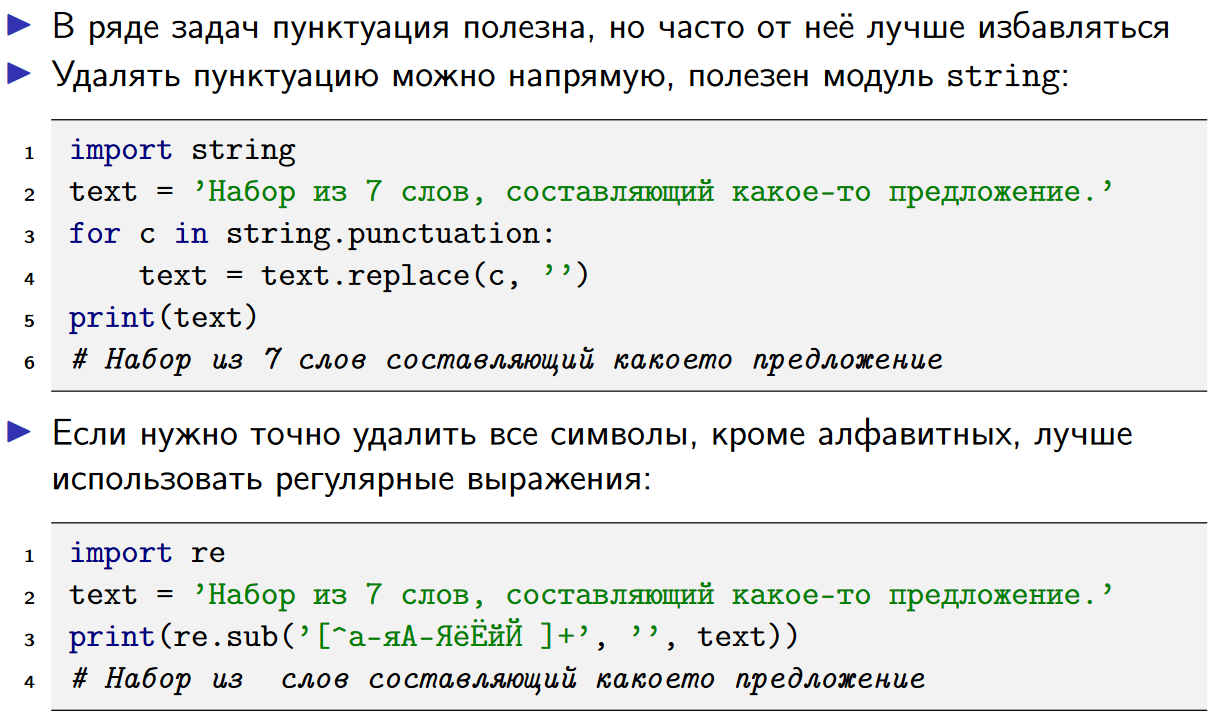 ▶ В ряде задач пунктуация полезна, но часто от неё лучше избавляться
▶ Удалять пунктуацию можно напрямую, полезен модуль string:
1 import string
2 text = ’Набор из 7 слов, составляющий какое-то предложение.’
3 for c in string.punctuation:
4     text = text.replace(c, ’’)
5 print(text)
6 # Набор из 7 слов составляющий какоето предложение
▶ Если нужно точно удалить все символы, кроме алфавитных, лучше
использовать регулярные выражения:
1 import re
2 text = ’Набор из 7 слов, составляющий какое-то предложение.’
3 print(re.sub(’[^а-яА-ЯёЁйЙ ]+’, ’’, text))
4 # Набор из  слов составляющий какоето предложение